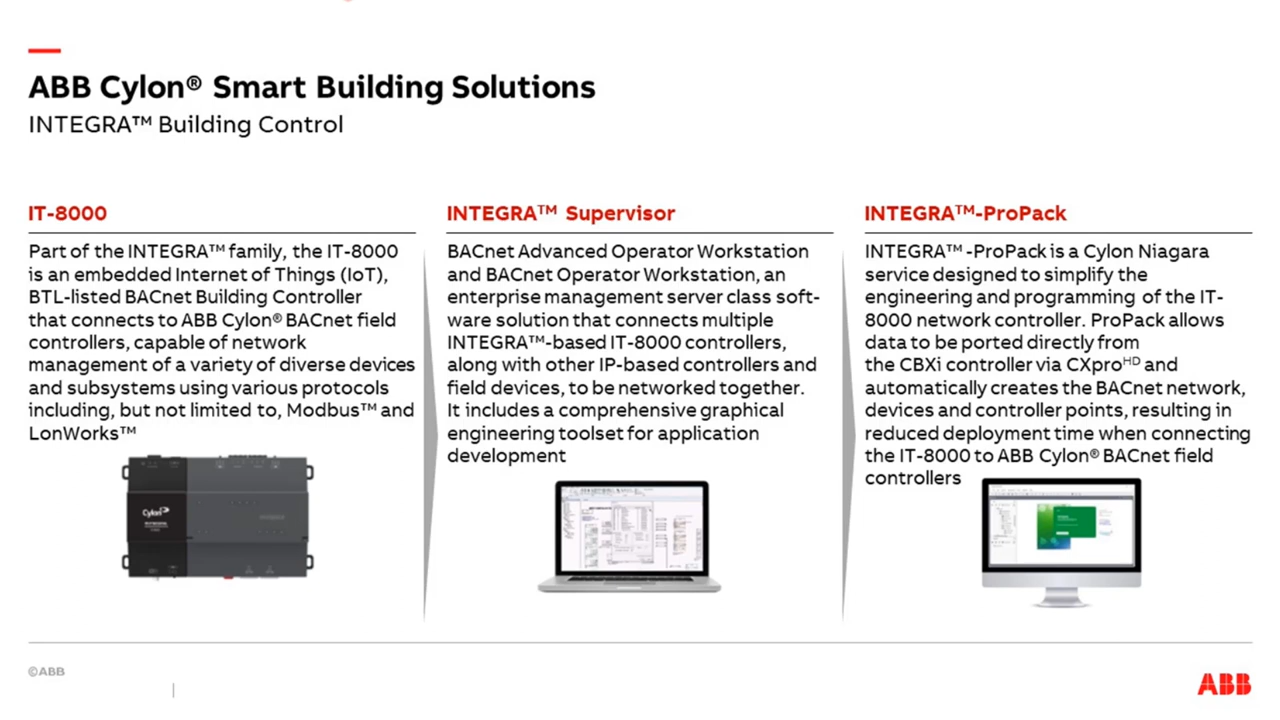 ABB Cylon® Smart Building Solutions
INTEGRA™ Building Control
IT-8000
Part of the INTEGRA™ family, the IT-8000
is an embedded Internet of Things (IoT),
BTL-listed BACnet Building Controller
that connects to ABB Cylon® BACnet field
controllers, capable of network
management of a variety of diverse devices
and subsystems using various protocols
including, but not limited to, Modbus™ and
LonWorks™
Cylon
INTEGRA™ Supervisor
BACnet Advanced Operator Workstation
and BACnet Operator Workstation, an
enterprise management server class soft-
ware solution that connects multiple
INTEGRA™-based IT-8000 controllers,
along with other IP-based controllers and
field devices, to be networked together.
It includes a comprehensive graphical
engineering toolset for application
development
INTEGRA™-ProPack
INTEGRA™ -ProPack is a Cylon Niagara
service designed to simplify the
engineering and programming of the IT-
8000 network controller. ProPack allows
data to be ported directly from
the CBXi controller via CXproᴴᴰ and
automatically creates the BACnet network,
devices and controller points, resulting in
reduced deployment time when connecting
the IT-8000 to ABB Cylon® BACnet field
controllers
©ABB
ABB